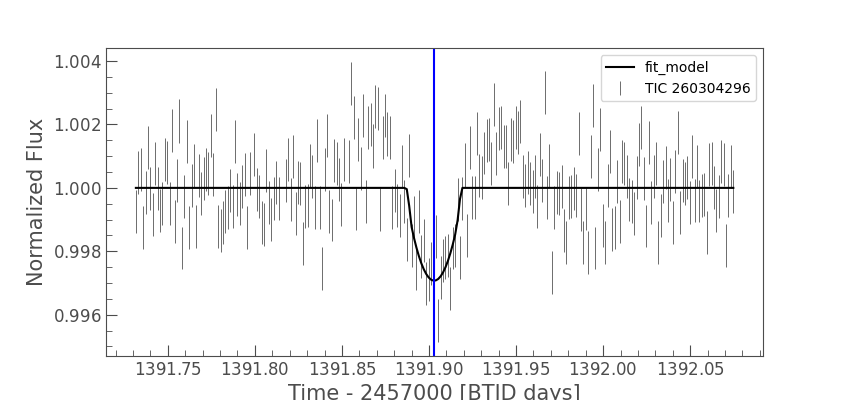 1.004
1.002
1.000
0.998
0.996
Normalized Flux
fit_model
TIC 260304296
1391.75 1391.80 1391.85 1391.90 1391.95 1392.00 1392.05
Time - 2457000 [BTJD days]